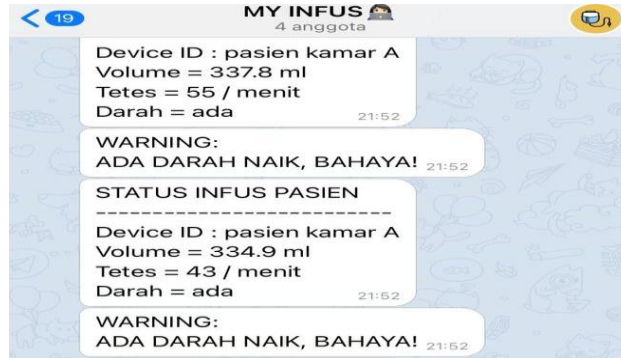 19
MY INFUS 👩🏻‍💻
4 anggota
Device ID : pasien kamar A
Volume = 337.8 ml
Tetes = 55 / menit
Darah = ada
21:52
WARNING:
ADA DARAH NAIK, BAHAYA! 21:52
STATUS INFUS PASIEN
----------------------------
Device ID : pasien kamar A
Volume = 334.9 ml
Tetes = 43 / menit
Darah = ada
21:52
WARNING:
ADA DARAH NAIK, BAHAYA! 21:52